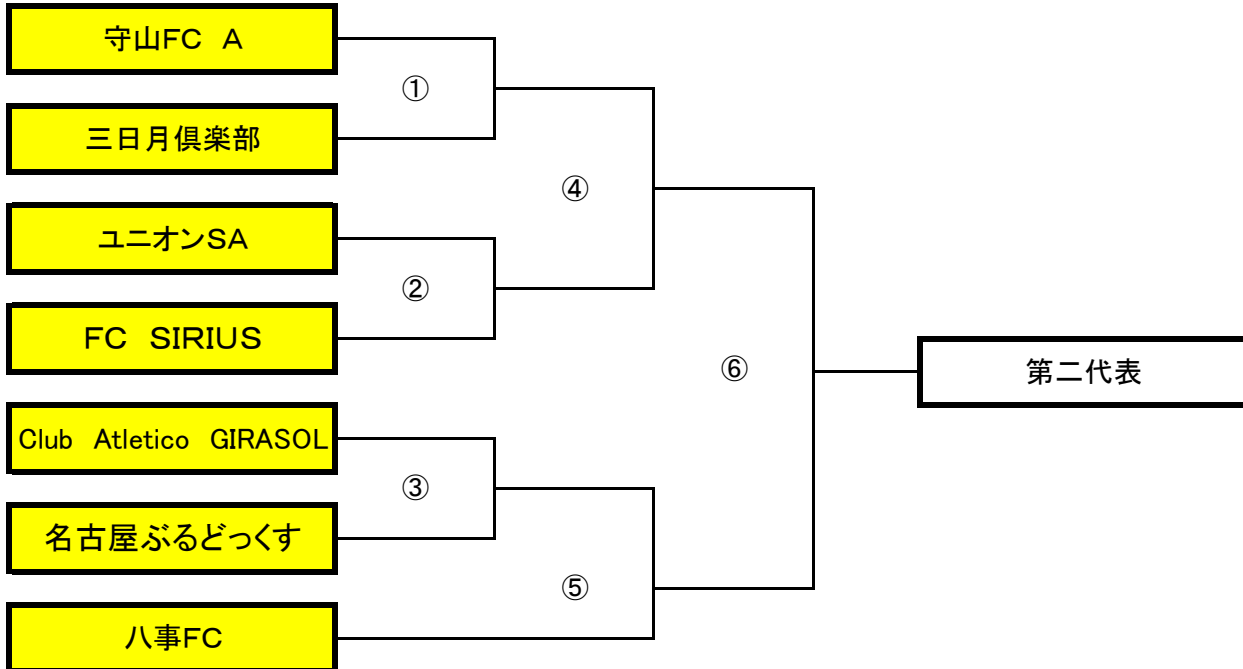 守山FC　A
①
三日月倶楽部
④
ユニオンSA
②
FC　SIRIUS
⑥
第二代表
Club　Atletico　GIRASOL
③
名古屋ぶるどっくす
⑤
八事FC